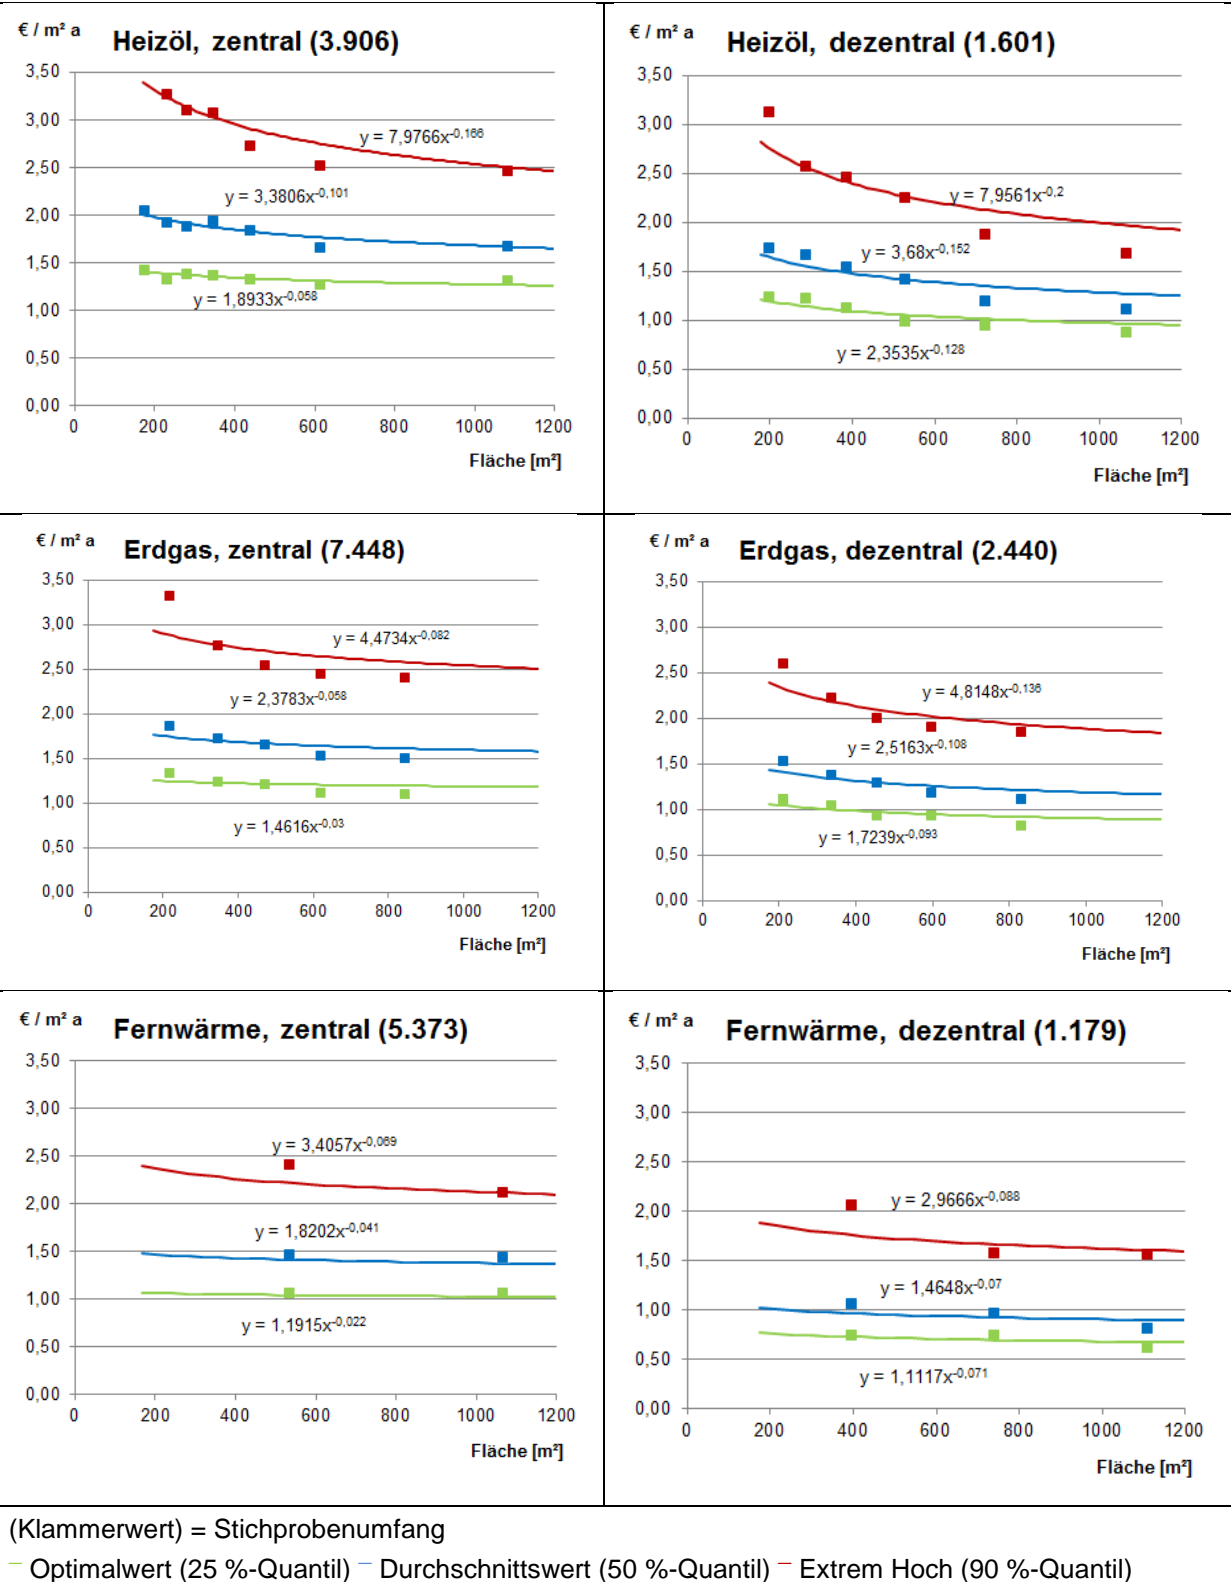 € / m² a
Heizöl, zentral (3.906)
3,50
3,00
2,50
2,00
1,50
1,00
0,50
0,00
y = 7,9766x-0,166
y = 3,3806x-0,101
y = 1,8933x-0,058
0 200 400 600 800 1000 1200
Fläche [m²]
€ / m² a
Heizöl, dezentral (1.601)
3,50
3,00
2,50
2,00
1,50
1,00
0,50
0,00
y = 7,9561x-0,2
y = 3,68x-0,152
y = 2,3535x-0,128
0 200 400 600 800 1000 1200
Fläche [m²]
€ / m² a
Erdgas, zentral (7.448)
3,50
3,00
2,50
2,00
1,50
1,00
0,50
0,00
y = 4,4734x-0,082
y = 2,3783x-0,058
y = 1,4616x-0,03
0 200 400 600 800 1000 1200
Fläche [m²]
€ / m² a
Erdgas, dezentral (2.440)
3,50
3,00
2,50
2,00
1,50
1,00
0,50
0,00
y = 4,8148x-0,136
y = 2,5163x-0,108
y = 1,7239x-0,093
0 200 400 600 800 1000 1200
Fläche [m²]
€ / m² a
Fernwärme, zentral (5.373)
3,50
3,00
2,50
2,00
1,50
1,00
0,50
0,00
y = 3,4057x-0,069
y = 1,8202x-0,041
y = 1,1915x-0,022
0 200 400 600 800 1000 1200
Fläche [m²]
€ / m² a
Fernwärme, dezentral (1.179)
3,50
3,00
2,50
2,00
1,50
1,00
0,50
0,00
y = 2,9666x-0,088
y = 1,4648x-0,07
y = 1,1117x-0,071
0 200 400 600 800 1000 1200
Fläche [m²]
(Klammerwert) = Stichprobenumfang
Optimalwert (25 %-Quantil) Durchschnittswert (50 %-Quantil) Extrem Hoch (90 %-Quantil)